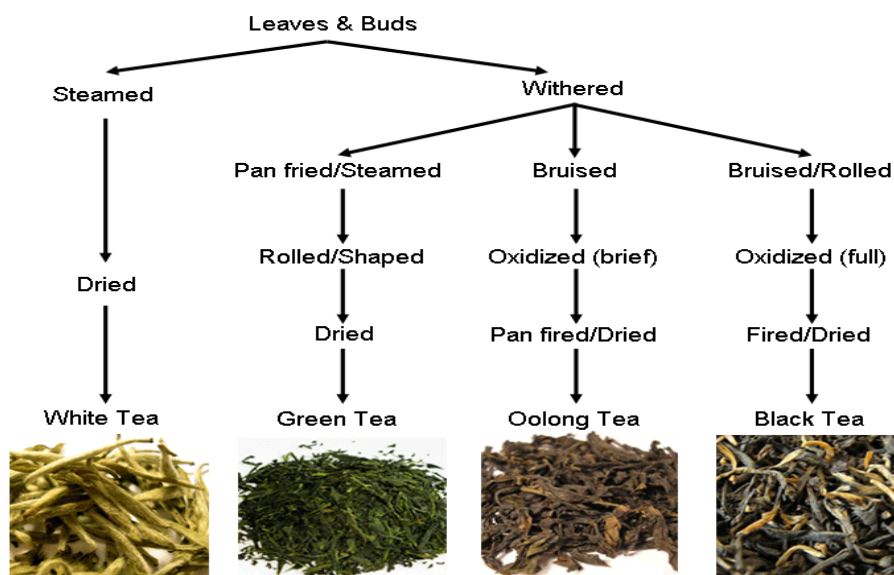 Leaves & Buds
Steamed
Withered
Pan fried/Steamed
Bruised
Bruised/Rolled
Rolled/Shaped
Oxidized (brief)
Oxidized (full)
Dried
Dried
Pan fired/Dried
Fired/Dried
White Tea
Green Tea
Oolong Tea
Black Tea